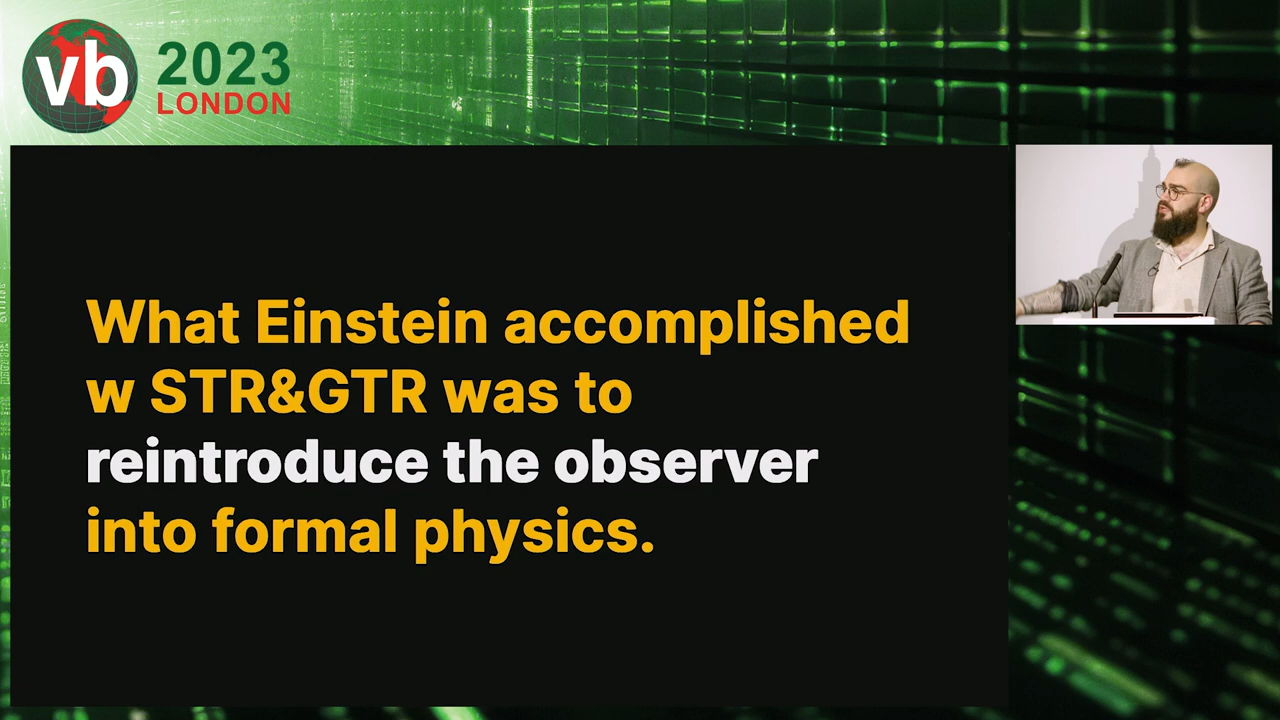 vb 2023
LONDON
What Einstein accomplished
w STR&GTR was to
reintroduce the observer
into formal physics.